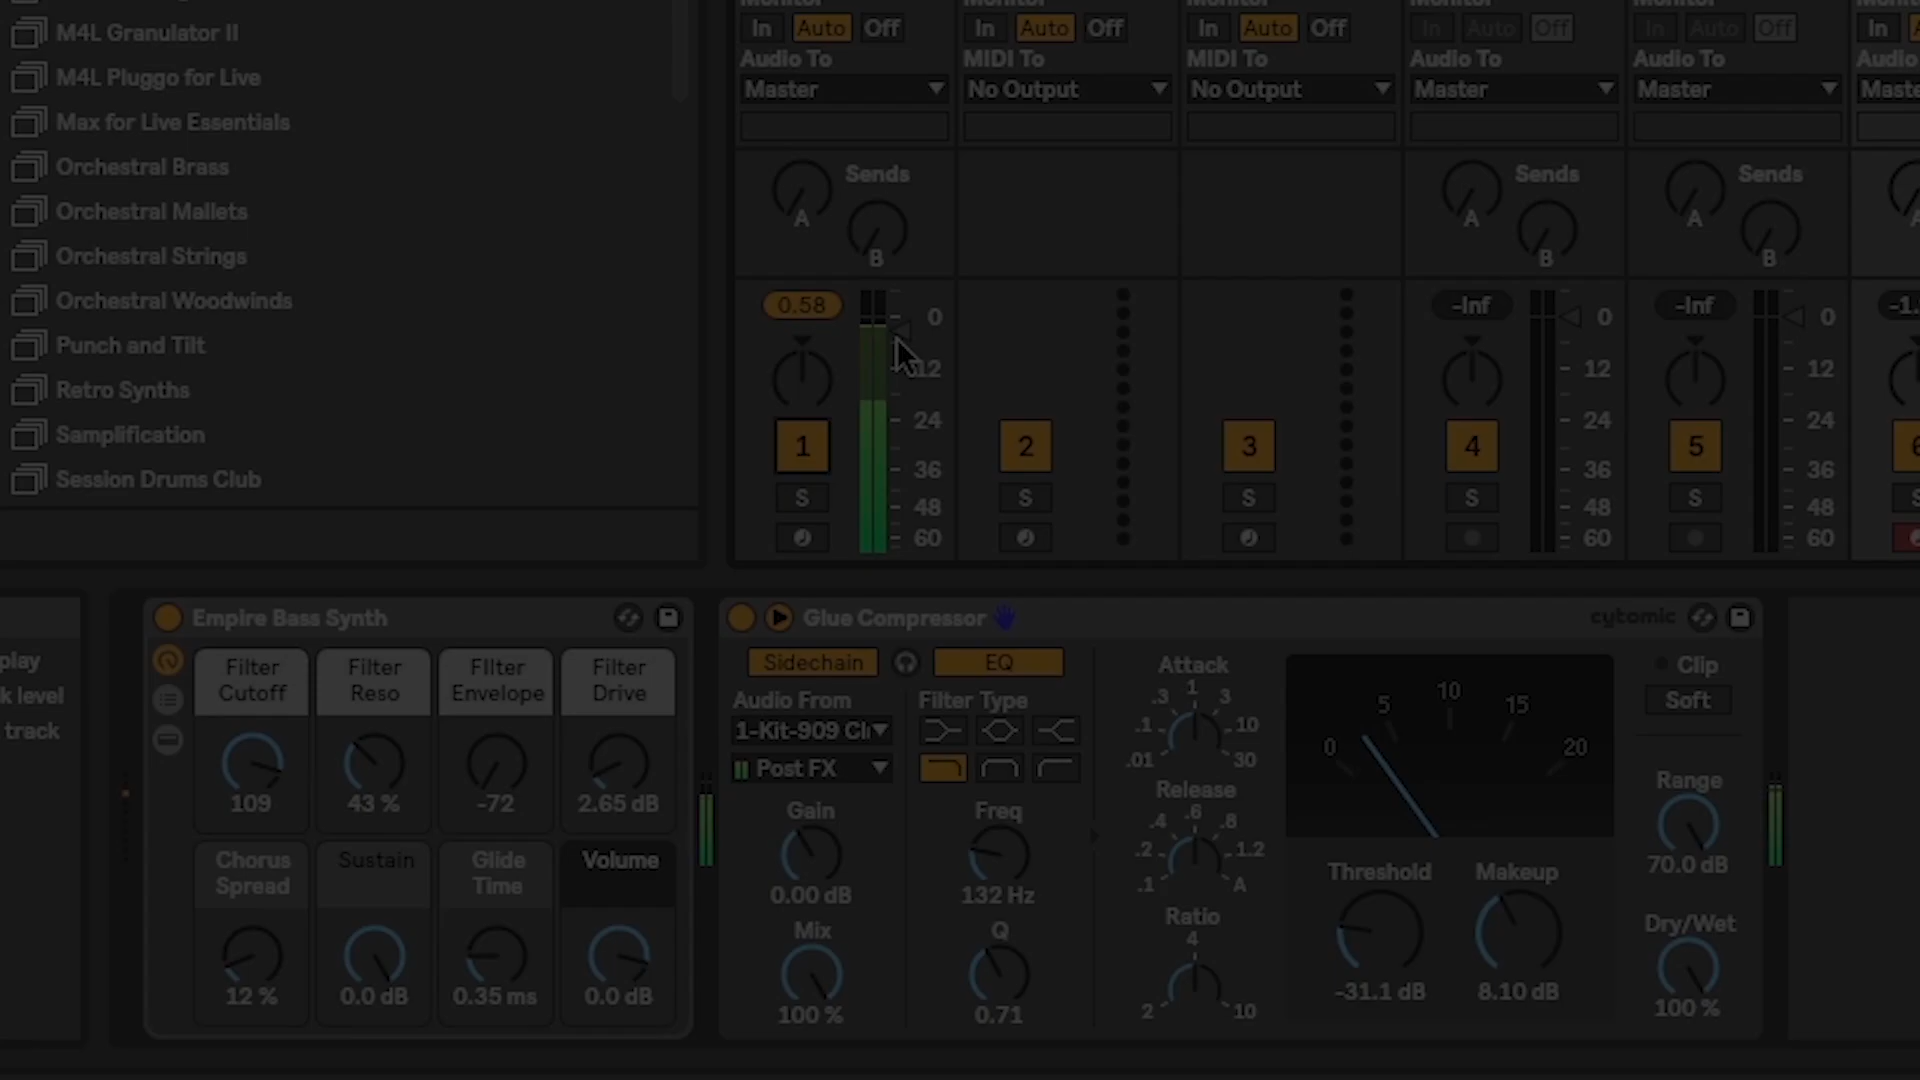 M4L Granulator II
M4L Pluggo for Live
Max for Live Essentials
Orchestral Brass
Orchestral Mallets
Orchestral Strings
Orchestral Woodwinds
Punch and Tilt
Retro Synths
Samplification
Session Drums Club
In Auto Off
Audio To
Master
Sends
A
B
0.58
0
12
24
36
48
60
1
S
In Auto Off
MIDI To
No Output
2
S
In Auto Off
MIDI To
No Output
3
S
In Auto Off
Audio To
Master
Sends
A
B
-Inf
0
12
24
36
48
60
4
S
In Auto Off
Audio To
Master
Sends
A
B
-Inf
0
12
24
36
48
60
5
S
In
Audio
play
k level
track
Empire Bass Synth
Filter Cutoff
109
Filter Reso
43 %
FIlter Envelope
-72
Filter Drive
2.65 dB
Chorus Spread
12 %
Sustain
0.0 dB
Glide Time
0.35 ms
Volume
0.0 dB
Glue Compressor
cytomic
Sidechain
EQ
Audio From
1-Kit-909 Cl
Post FX
Gain
0.00 dB
Mix
100 %
Filter Type
Freq
132 Hz
Q
0.71
Attack
.01 .1 .3 1 3 10 30
Release
.1 .2 .4 .6 .8 1.2 A
Ratio
2 4 10
0 5 10 15 20
Threshold
-31.1 dB
Makeup
8.10 dB
Clip
Soft
Range
70.0 dB
Dry/Wet
100 %